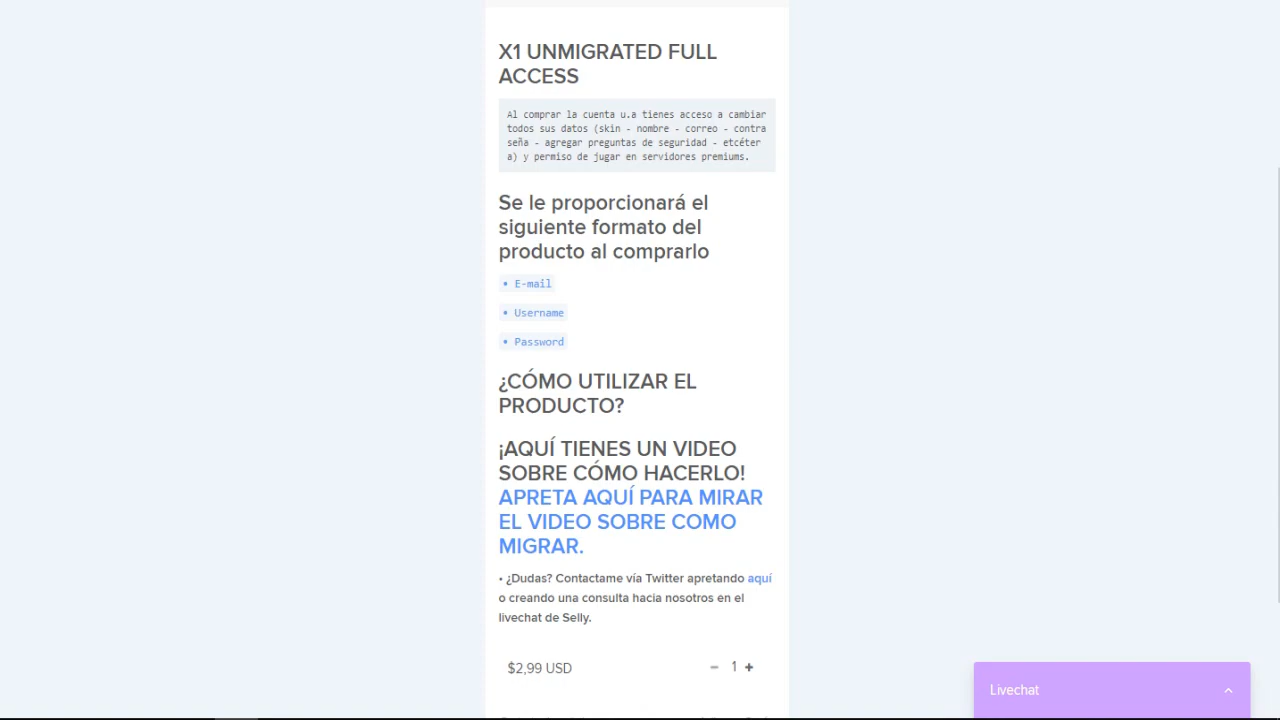 X1 UNMIGRATED FULL
ACCESS
Al comprar la cuenta u.a tienes acceso a cambiar
todos sus datos (skin - nombre - correo - contra
seña - agregar preguntas de seguridad - etcéter
a) y permiso de jugar en servidores premiums.
Se le proporcionará el
siguiente formato del
producto al comprarlo
• E-mail
• Username
• Password
¿CÓMO UTILIZAR EL
PRODUCTO?
¡AQUÍ TIENES UN VIDEO
SOBRE CÓMO HACERLO!
APRETA AQUÍ PARA MIRAR
EL VIDEO SOBRE COMO
MIGRAR.
• ¿Dudas? Contactame vía Twitter apretando aquí
o creando una consulta hacia nosotros en el
livechat de Selly.
$2,99 USD − 1 +
Livechat